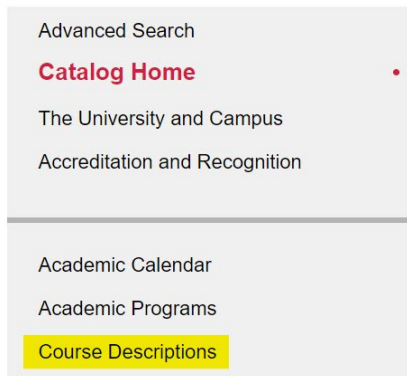 Advanced Search
Catalog Home
The University and Campus
Accreditation and Recognition
Academic Calendar
Academic Programs
Course Descriptions